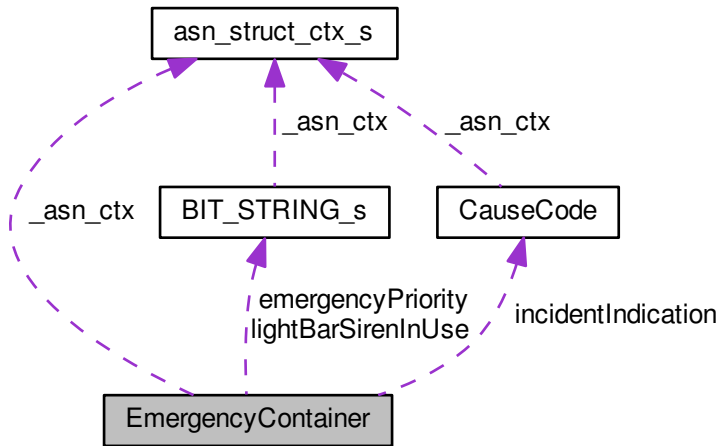 asn_struct_ctx_s
_asn_ctx
_asn_ctx
_asn_ctx
BIT_STRING_s
CauseCode
emergencyPriority
lightBarSirenInUse
incidentIndication
EmergencyContainer